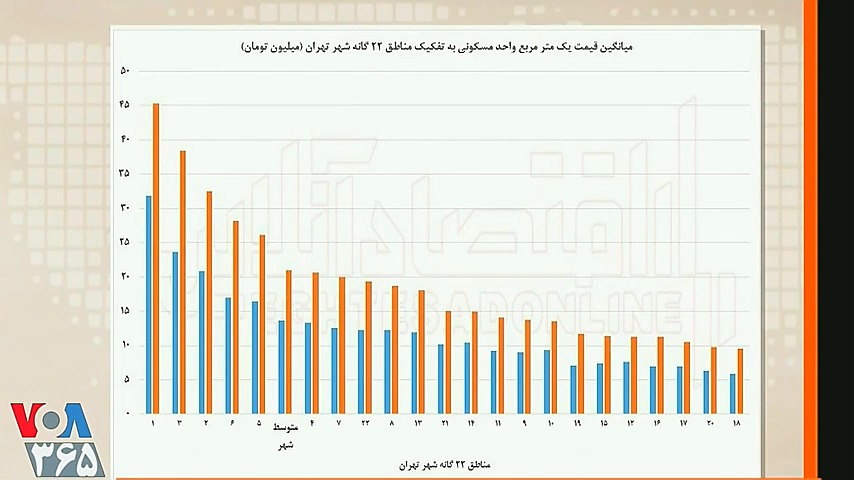 میانگین قیمت یک متر مربع واحد مسکونی به تفکیک مناطق ۲۲ گانه شهر تهران (میلیون تومان)
۵۰
۴۵
۴۰
۳۵
۳۰
۲۵
۲۰
۱۵
۱۰
۵
۰
۱ ۳ ۲ ۶ ۵ متوسط شهر ۴ ۷ ۲۲ ۸ ۱۳ ۲۱ ۱۴ ۱۱ ۹ ۱۰ ۱۹ ۱۵ ۱۲ ۱۶ ۱۷ ۲۰ ۱۸
مناطق ۲۲ گانه شهر تهران
اقتصادآنلاین
EGHTESADONLINE
VOA
۳۶۵